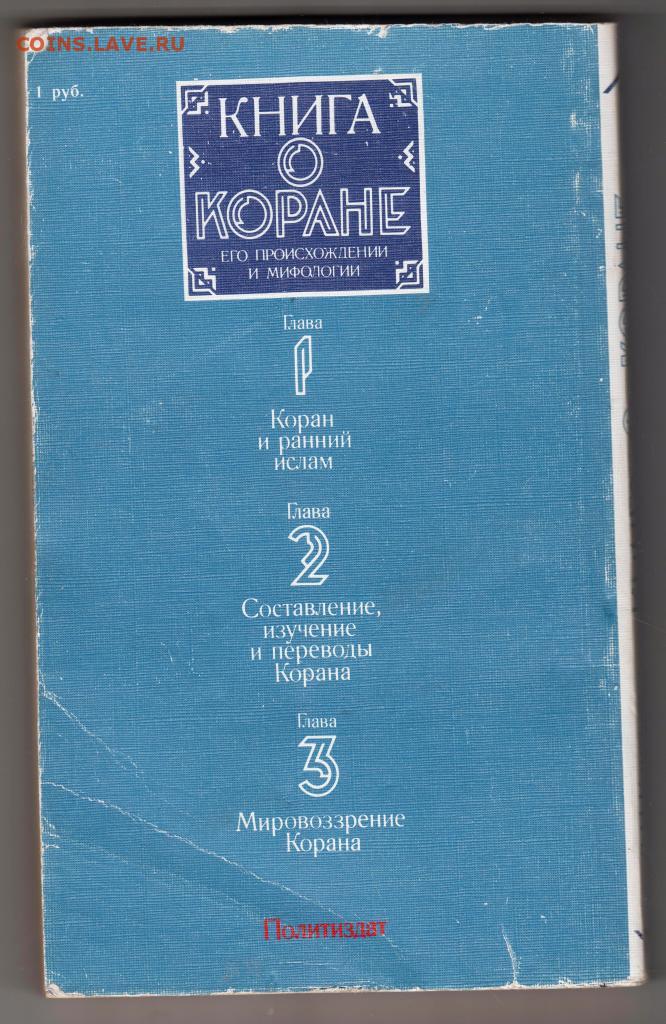 COINS.LAVE.RU
1 руб.
КНИГА
О
КОРАНЕ
ЕГО ПРОИСХОЖДЕНИИ
И МИФОЛОГИИ
Глава
1
Коран
и ранний
ислам
Глава
2
Составление,
изучение
и переводы
Корана
Глава
3
Мировоззрение
Корана
Политиздат